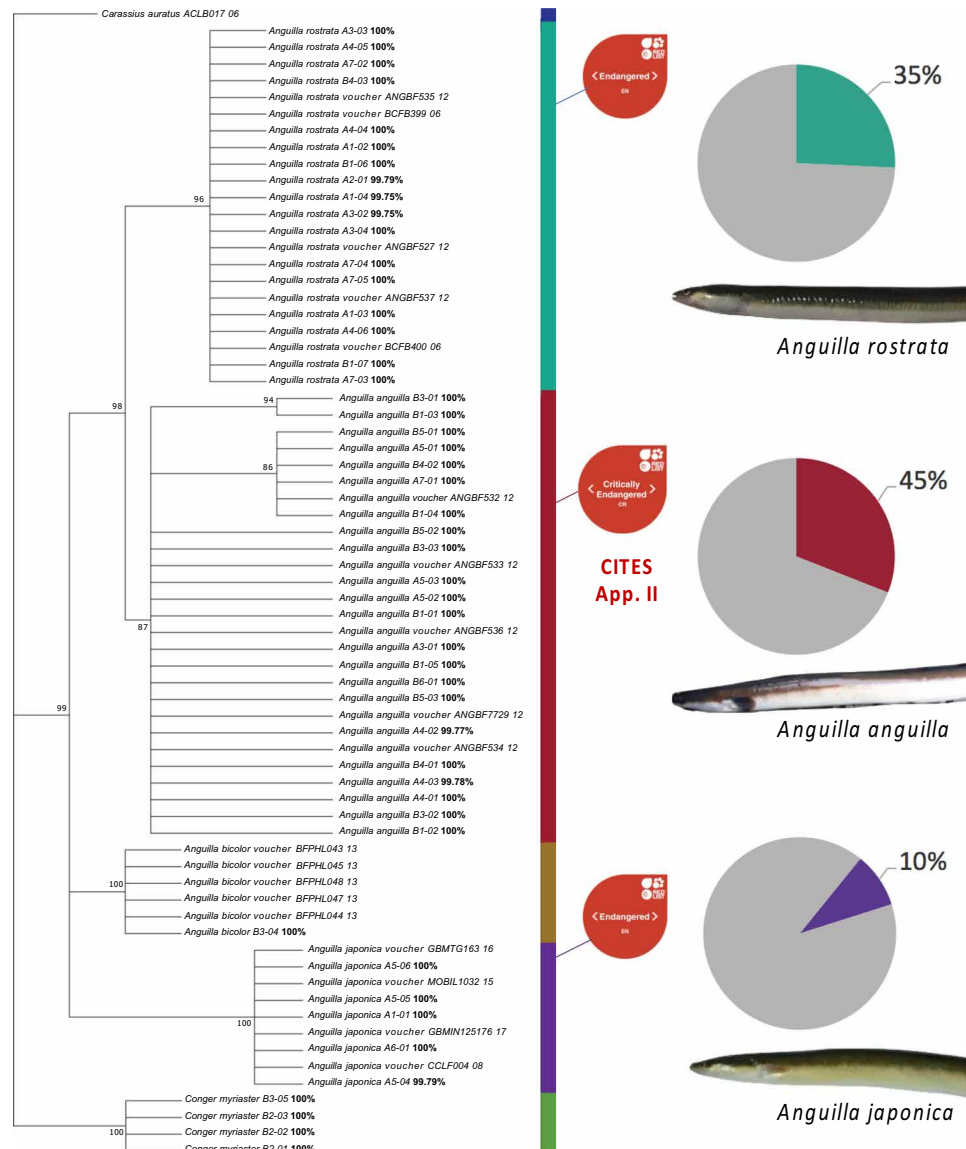 Carassius auratus ACLB017 06
Anguilla rostrata A3-03 100%
Anguilla rostrata A4-05 100%
Anguilla rostrata A7-02 100%
Anguilla rostrata B4-03 100%
Anguilla rostrata voucher ANGBF535 12
Anguilla rostrata voucher BCFB399 06
Anguilla rostrata A4-04 100%
Anguilla rostrata A1-02 100%
Anguilla rostrata B1-06 100%
Anguilla rostrata A2-01 99.79%
96
Anguilla rostrata A1-04 99.75%
Anguilla rostrata A3-02 99.75%
Anguilla rostrata A3-04 100%
Anguilla rostrata voucher ANGBF527 12
Anguilla rostrata A7-04 100%
Anguilla rostrata A7-05 100%
Anguilla rostrata voucher ANGBF537 12
Anguilla rostrata A1-03 100%
Anguilla rostrata A4-06 100%
Anguilla rostrata voucher BCFB400 06
Anguilla rostrata B1-07 100%
Anguilla rostrata A7-03 100%
98
94
Anguilla anguilla B3-01 100%
Anguilla anguilla B1-03 100%
Anguilla anguilla B5-01 100%
Anguilla anguilla A5-01 100%
86
Anguilla anguilla B4-02 100%
Anguilla anguilla A7-01 100%
Anguilla anguilla voucher ANGBF532 12
Anguilla anguilla B1-04 100%
Anguilla anguilla B5-02 100%
Anguilla anguilla B3-03 100%
Anguilla anguilla voucher ANGBF533 12
Anguilla anguilla A5-03 100%
Anguilla anguilla A5-02 100%
Anguilla anguilla B1-01 100%
87
Anguilla anguilla voucher ANGBF536 12
Anguilla anguilla A3-01 100%
Anguilla anguilla B1-05 100%
Anguilla anguilla B6-01 100%
Anguilla anguilla B5-03 100%
99
Anguilla anguilla voucher ANGBF7729 12
Anguilla anguilla A4-02 99.77%
Anguilla anguilla voucher ANGBF534 12
Anguilla anguilla B4-01 100%
Anguilla anguilla A4-03 99.78%
Anguilla anguilla A4-01 100%
Anguilla anguilla B3-02 100%
Anguilla anguilla B1-02 100%
Anguilla bicolor voucher BFPHL043 13
Anguilla bicolor voucher BFPHL045 13
100
Anguilla bicolor voucher BFPHL048 13
Anguilla bicolor voucher BFPHL047 13
Anguilla bicolor voucher BFPHL044 13
Anguilla bicolor B3-04 100%
Anguilla japonica voucher GBMTG163 16
Anguilla japonica A5-06 100%
Anguilla japonica voucher MOBIL1032 15
Anguilla japonica A5-05 100%
100
Anguilla japonica A1-01 100%
Anguilla japonica voucher GBMIN125176 17
Anguilla japonica A6-01 100%
Anguilla japonica voucher CCLF004 08
Anguilla japonica A5-04 99.79%
Conger myriaster B3-05 100%
Conger myriaster B2-03 100%
100
Conger myriaster B2-02 100%
Conger myriaster B2-01 100%
RED
LIST
< Endangered >
EN
35%
Anguilla rostrata
RED
LIST
< Critically
Endangered >
CR
CITES
App. II
45%
Anguilla anguilla
RED
LIST
< Endangered >
EN
10%
Anguilla japonica